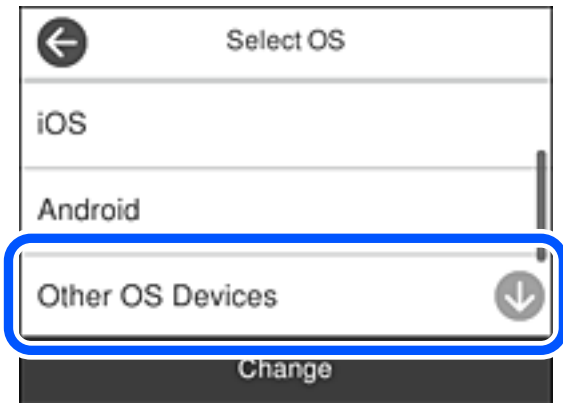 Select OS
iOS
Android
Other OS Devices
Change